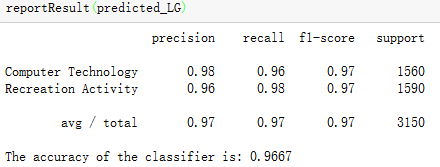 reportResult(predicted_LG)
precision recall f1-score support
Computer Technology 0.98 0.96 0.97 1560
Recreation Activity 0.96 0.98 0.97 1590
avg / total 0.97 0.97 0.97 3150
The accuracy of the classifier is: 0.9667